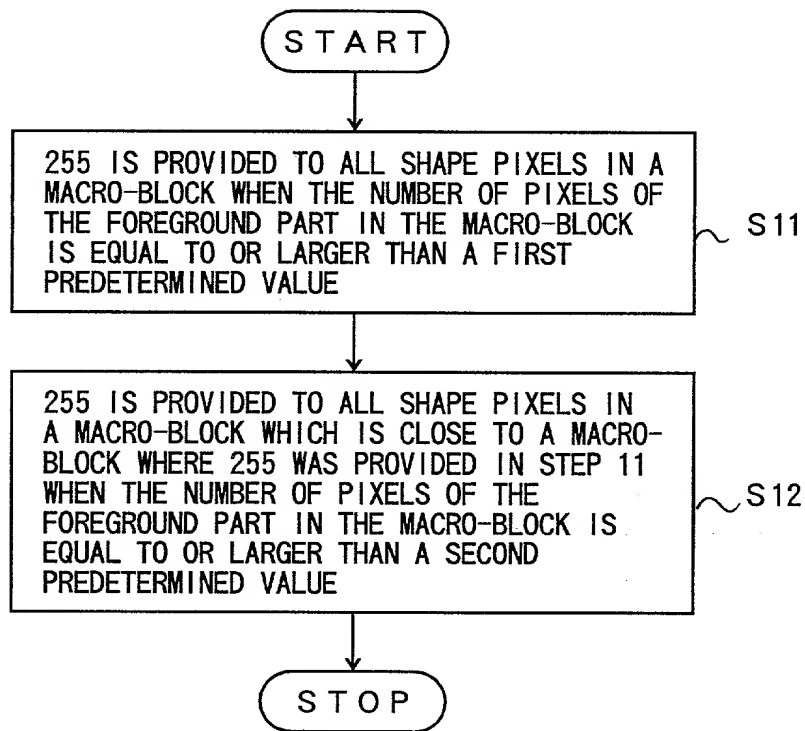 START
255 IS PROVIDED TO ALL SHAPE PIXELS IN A
MACRO-BLOCK WHEN THE NUMBER OF PIXELS OF
THE FOREGROUND PART IN THE MACRO-BLOCK
IS EQUAL TO OR LARGER THAN A FIRST
PREDETERMINED VALUE
S11
255 IS PROVIDED TO ALL SHAPE PIXELS IN
A MACRO-BLOCK WHICH IS CLOSE TO A MACRO-
BLOCK WHERE 255 WAS PROVIDED IN STEP 11
WHEN THE NUMBER OF PIXELS OF THE
FOREGROUND PART IN THE MACRO-BLOCK IS
EQUAL TO OR LARGER THAN A SECOND
PREDETERMINED VALUE
S12
STOP